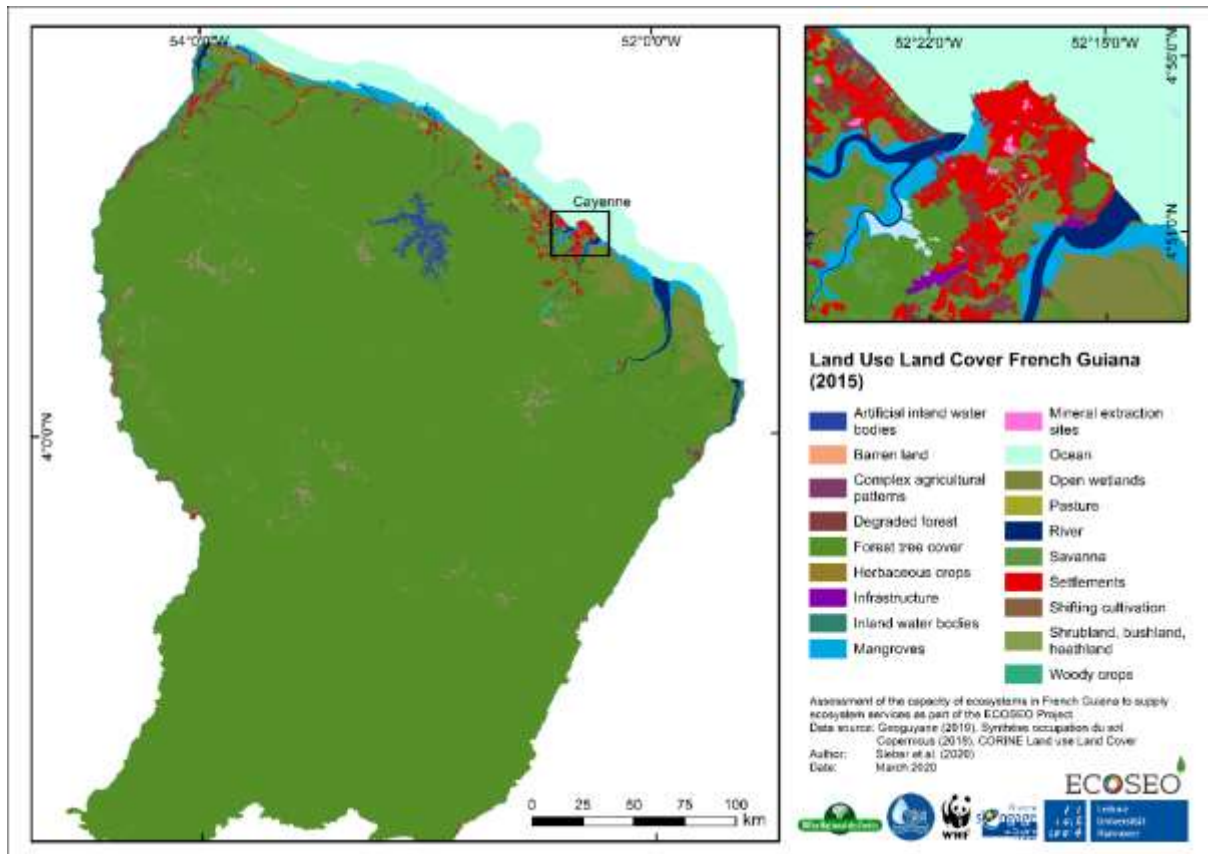 54°0'0"W
52°0'0"W
4°0'0"N
Cayenne
0 25 50 75 100
km
52°22'0"W
52°15'0"W
4°58'0"N
4°51'0"N
Land Use Land Cover French Guiana
(2015)
Artificial inland water
bodies
Barren land
Complex agricultural
patterns
Degraded forest
Forest tree cover
Herbaceous crops
Infrastructure
Inland water bodies
Mangroves
Mineral extraction
sites
Ocean
Open wetlands
Pasture
River
Savanna
Settlements
Shifting cultivation
Shrubland, bushland,
heathland
Woody crops
Assessment of the capacity of ecosystems in French Guiana to supply
ecosystem services as part of the ECOSEO Project
Data source: Geoguyane (2019), Synthèse occupation du sol
Copernicus (2018), CORINE Land use Land Cover
Author: Sieber et al. (2020)
Date: March 2020
ECOSEO
WWF
Leibniz
Universität
Hannover